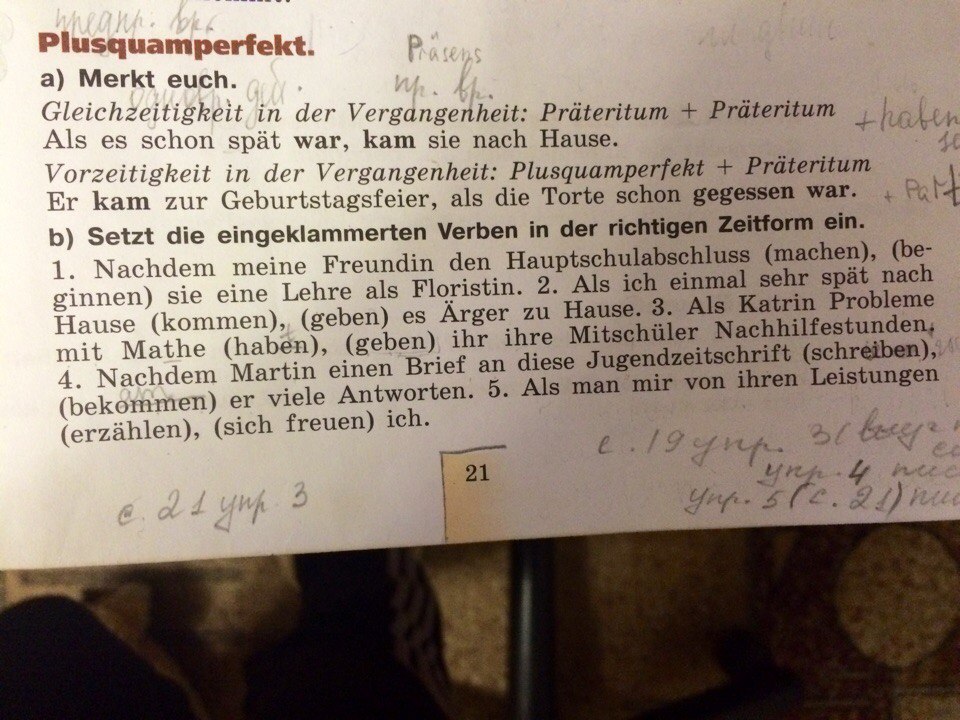 предпр. вр.
Plusquamperfekt.
Präsens
a) Merkt euch.
пр. вр.
Gleichzeitigkeit in der Vergangenheit: Präteritum + Präteritum
+ haben
Als es schon spät war, kam sie nach Hause.
Vorzeitigkeit in der Vergangenheit: Plusquamperfekt + Präteritum
Er kam zur Geburtstagsfeier, als die Torte schon gegessen war.
+ Part
b) Setzt die eingeklammerten Verben in der richtigen Zeitform ein.
1. Nachdem meine Freundin den Hauptschulabschluss (machen), (be-
ginnen) sie eine Lehre als Floristin. 2. Als ich einmal sehr spät nach
Hause (kommen), (geben) es Ärger zu Hause. 3. Als Katrin Probleme
mit Mathe (haben), (geben) ihr ihre Mitschüler Nachhilfestunden.
4. Nachdem Martin einen Brief an diese Jugendzeitschrift (schreiben),
(bekommen) er viele Antworten. 5. Als man mir von ihren Leistungen
(erzählen), (sich freuen) ich.
с. 19 упр. 3
21
упр. 4
с. 21 упр 3
упр. 5 (с. 21)